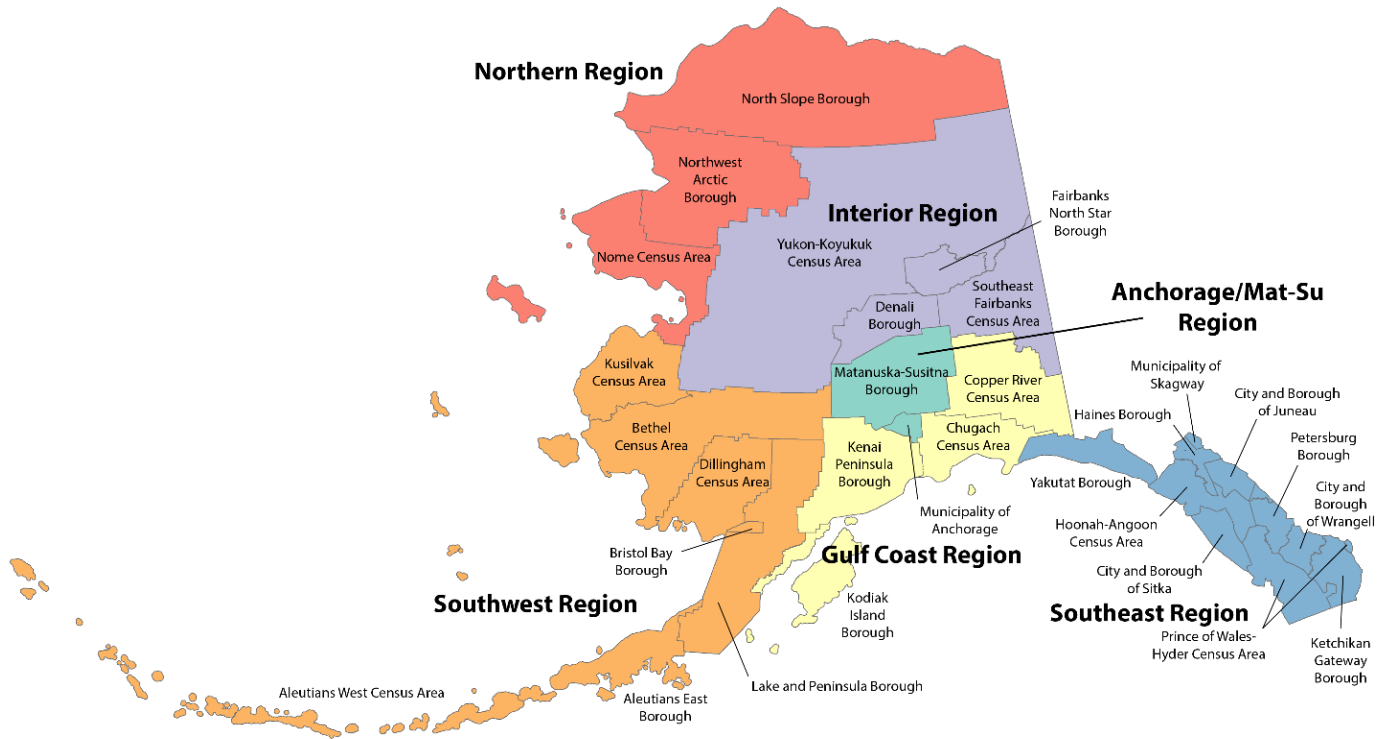 Northern Region
North Slope Borough
Northwest
Arctic
Borough
Fairbanks
North Star
Borough
Interior Region
Yukon-Koyukuk
Census Area
Nome Census Area
Southeast
Fairbanks
Census Area
Anchorage/Mat-Su
Region
Denali
Borough
Kusilvak
Census Area
Matanuska-Susitna
Borough
Copper River
Census Area
Municipality of
Skagway
City and Borough
of Juneau
Haines Borough
Bethel
Census Area
Chugach
Census Area
Petersburg
Borough
Kenai
Peninsula
Borough
Dillingham
Census Area
Yakutat Borough
City and
Borough
of Wrangell
Municipality of
Anchorage
Hoonah-Angoon
Census Area
Bristol Bay
Borough
Gulf Coast Region
City and Borough
of Sitka
Southwest Region
Kodiak
Island
Borough
Southeast Region
Prince of Wales-
Hyder Census Area
Ketchikan
Gateway
Borough
Lake and Peninsula Borough
Aleutians West Census Area
Aleutians East
Borough